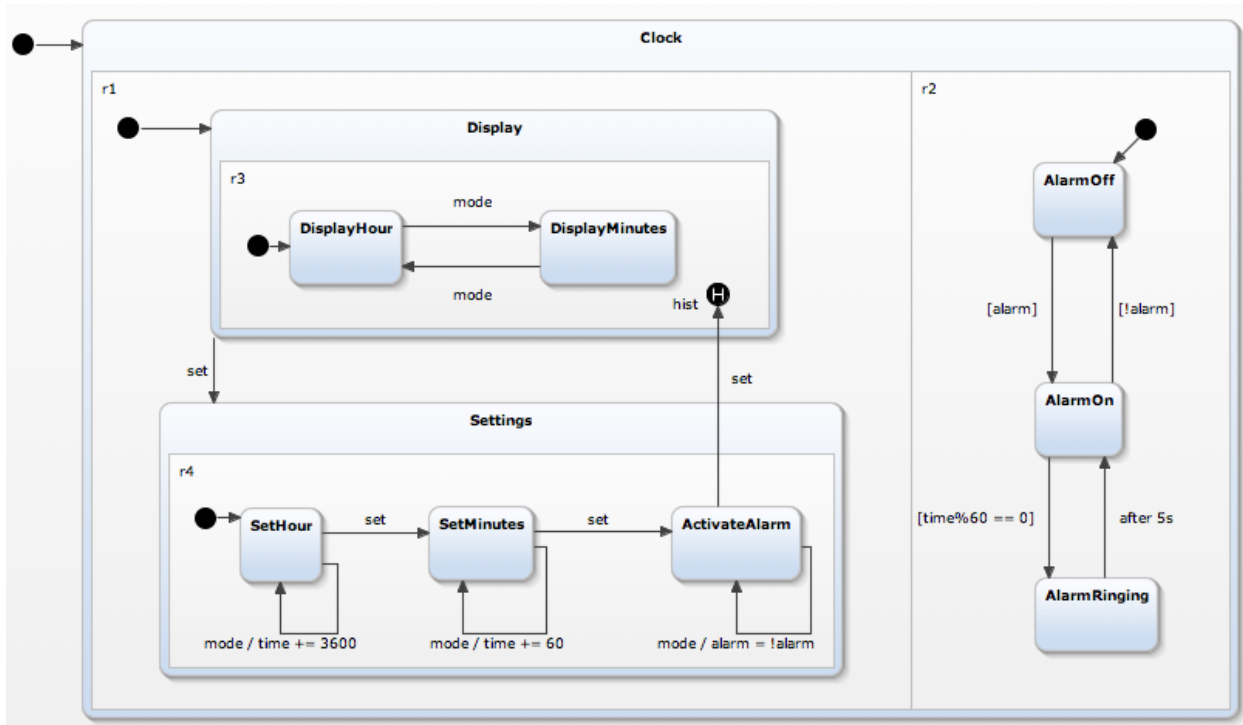 Clock
r1
r2
Display
AlarmOff
r3
mode
DisplayHour
DisplayMinutes
mode
hist
H
[alarm]
[!alarm]
set
set
AlarmOn
Settings
r4
SetHour
set
SetMinutes
set
ActivateAlarm
[time%60 == 0]
after 5s
AlarmRinging
mode / time += 3600
mode / time += 60
mode / alarm = !alarm